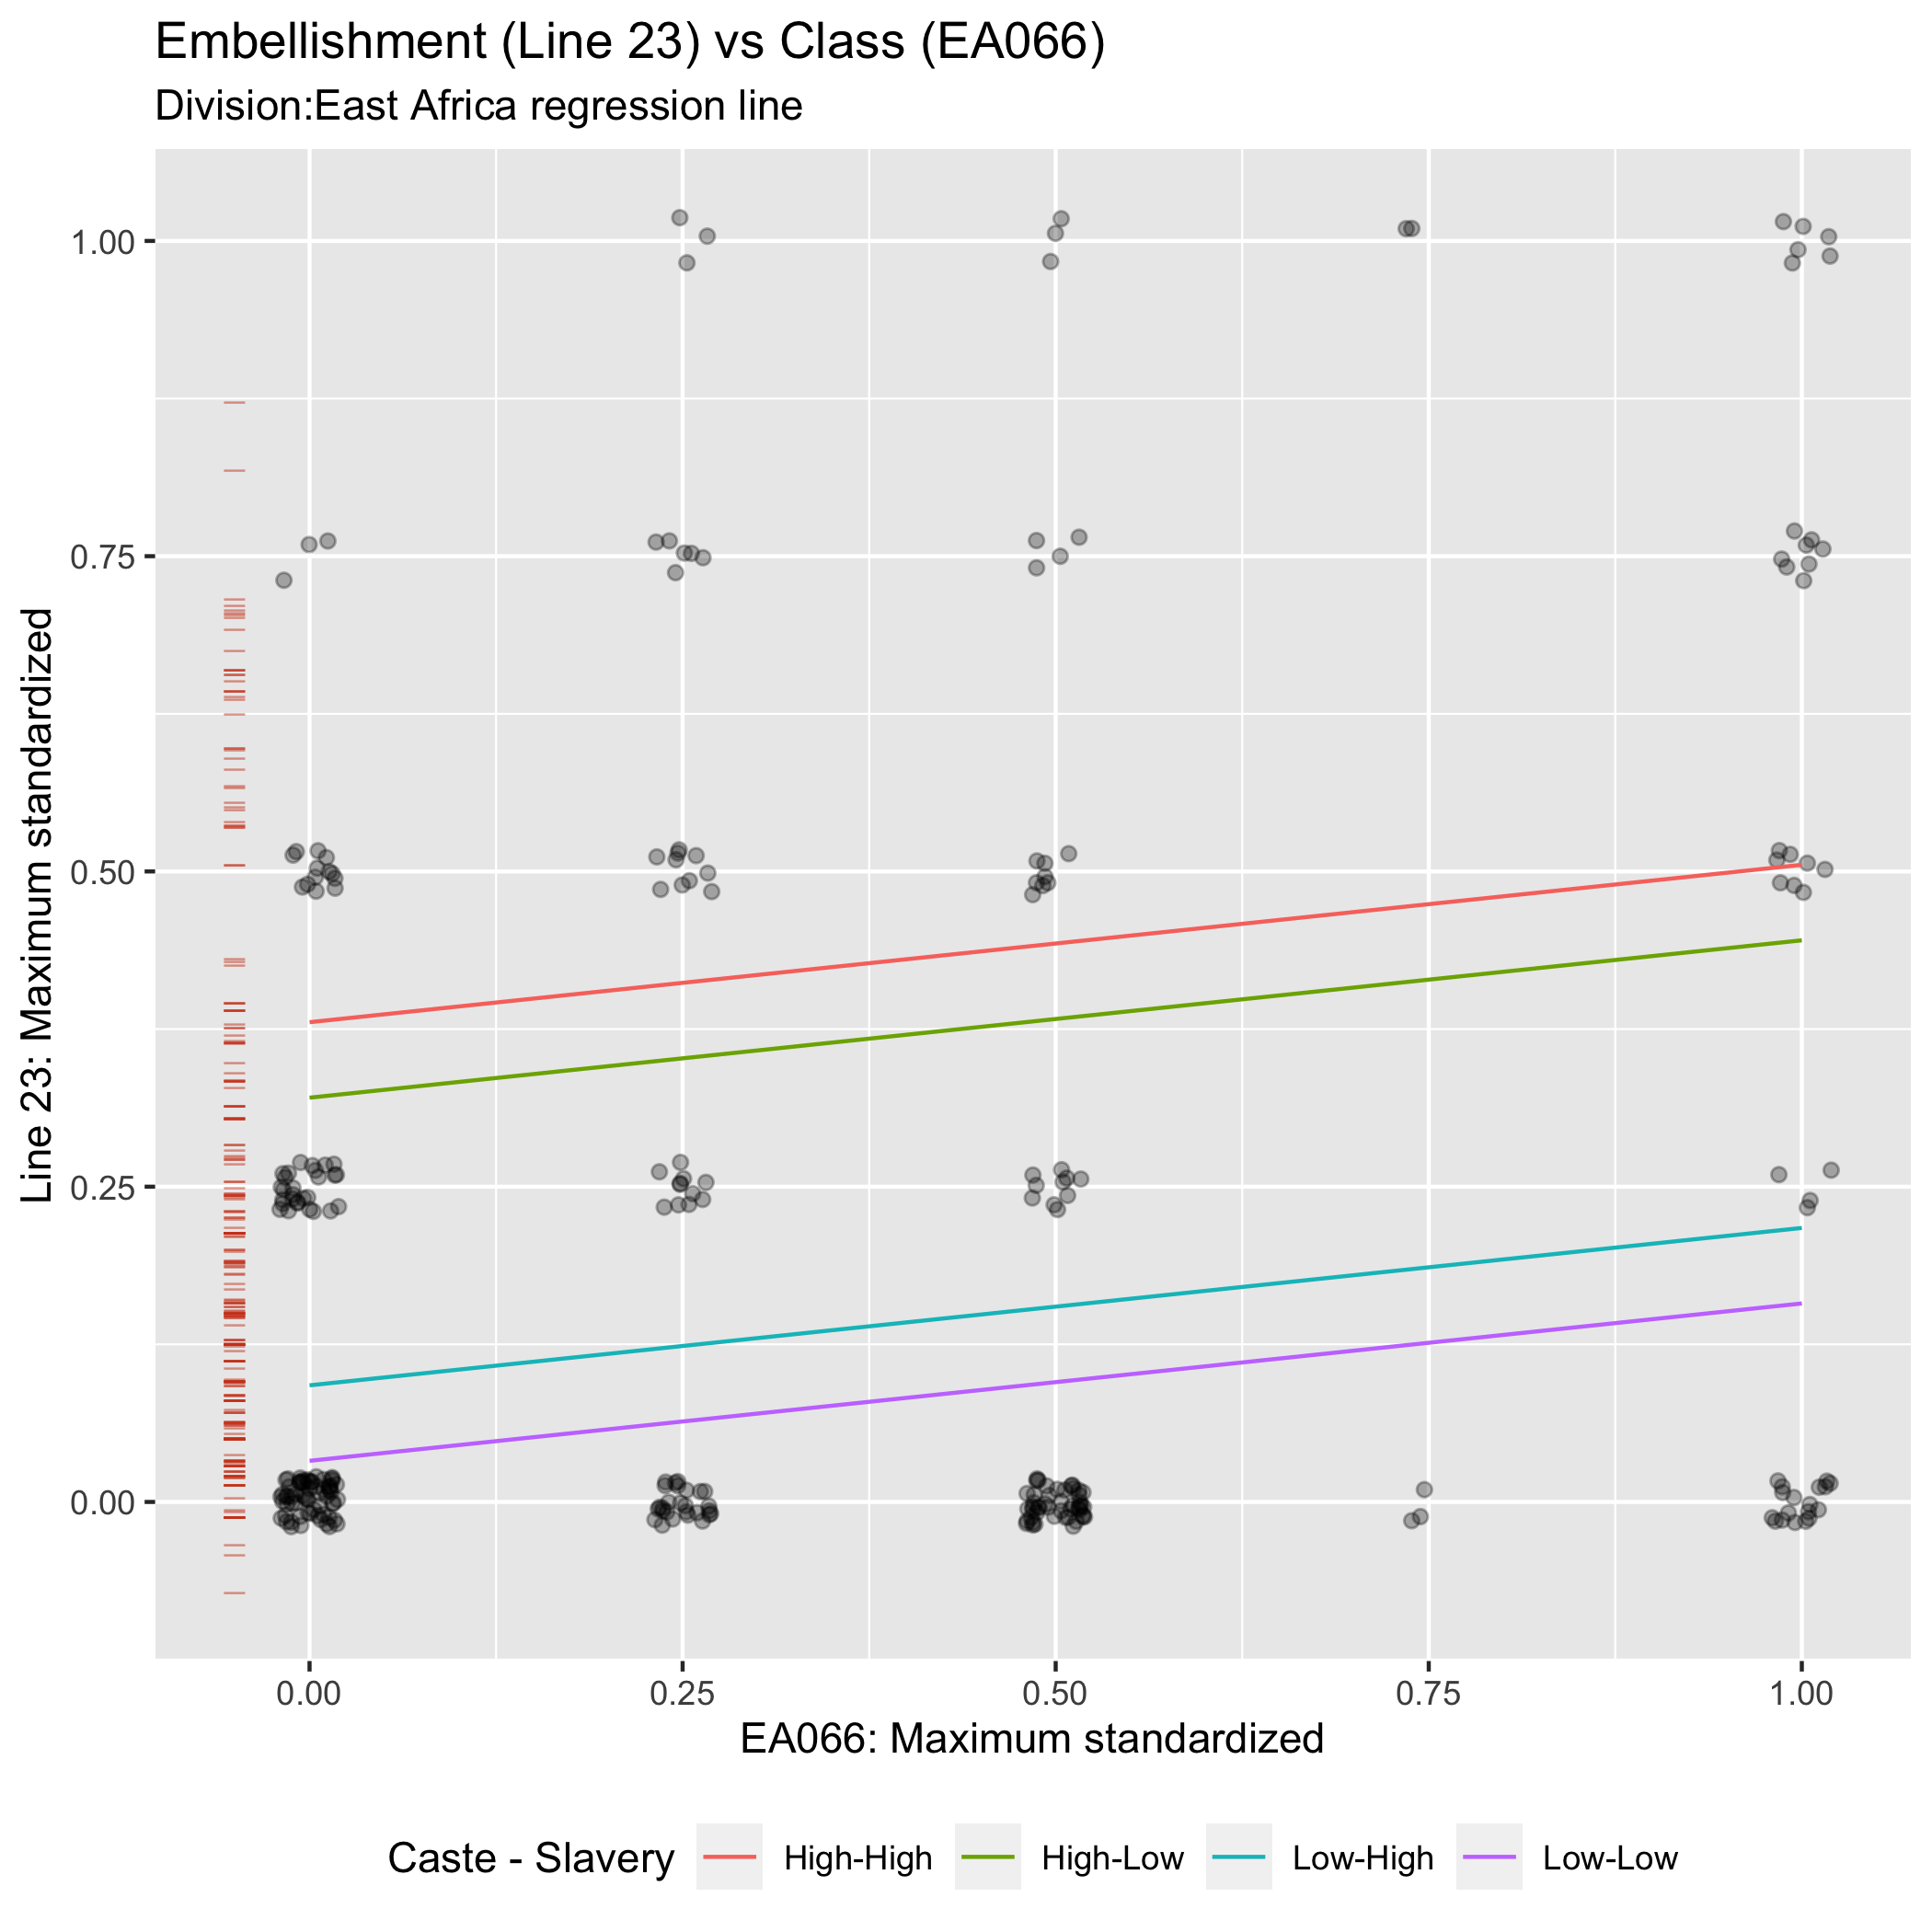 Embellishment (Line 23) vs Class (EA066)
Division:East Africa regression line
Line 23: Maximum standardized
1.00
0.75
0.50
0.25
0.00
0.00 0.25 0.50 0.75 1.00
EA066: Maximum standardized
Caste - Slavery High-High High-Low Low-High Low-Low